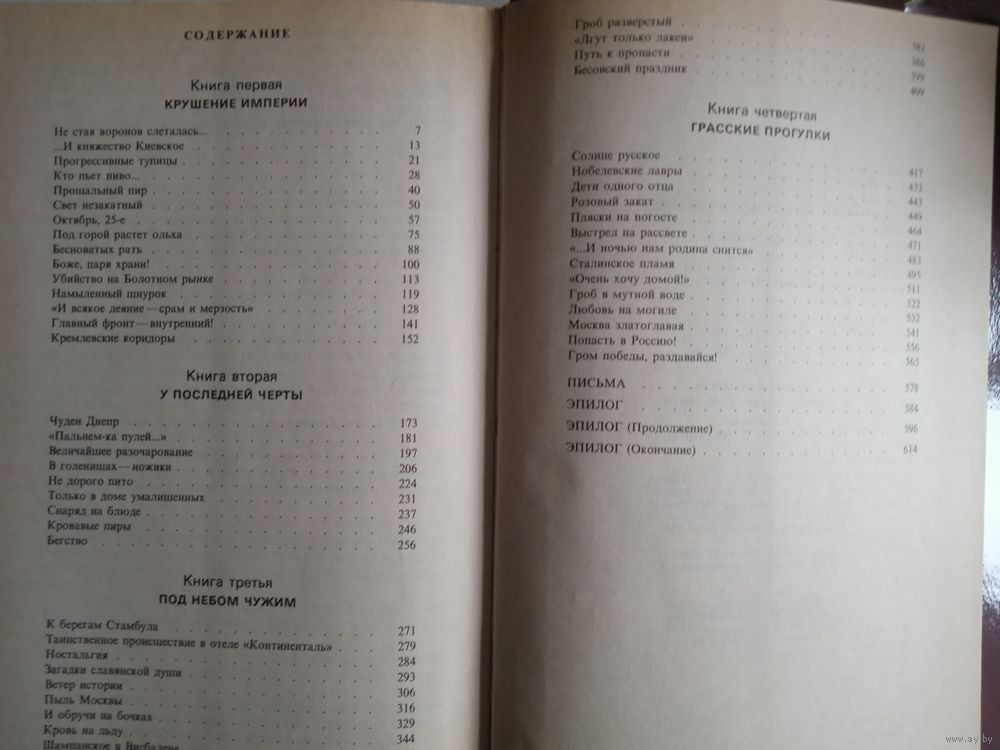 СОДЕРЖАНИЕ
Книга первая
КРУШЕНИЕ ИМПЕРИИ
Не стая воронов слеталась... 7
...И княжество Киевское 13
Прогрессивные тупицы 21
Кто пьет пиво... 28
Прощальный пир 40
Свет незакатный 50
Октябрь, 25-е 57
Под горой растет ольха 75
Бесноватых рать 88
Боже, царя храни! 100
Убийство на Болотном рынке 113
Намыленный шнурок 119
«И всякое деяние — срам и мерзость» 128
Главный фронт — внутренний! 141
Кремлевские коридоры 152
Книга вторая
У ПОСЛЕДНЕЙ ЧЕРТЫ
Чуден Днепр 173
«Пальнем-ка пулей...» 181
Величайшее разочарование 197
В голенищах — ножики 206
Не дорого пито 224
Только в доме умалишенных 231
Снаряд на блюде 237
Кровавые пиры 246
Бегство 256
Книга третья
ПОД НЕБОМ ЧУЖИМ
К берегам Стамбула 271
Таинственное происшествие в отеле «Континенталь» 279
Ностальгия 284
Загадки славянской души 293
Ветер истории 306
Пыль Москвы 316
И обручи на бочках 329
Кровь на льду 344
Шампанское в Висбадене
Гроб разверстый 381
«Лгут только лакеи» 386
Путь к пропасти 399
Бесовский праздник 409
Книга четвертая
ГРАССКИЕ ПРОГУЛКИ
Солнце русское 417
Нобелевские лавры 433
Дети одного отца 443
Розовый закат 449
Пляски на погосте 464
Выстрел на рассвете 471
«...И ночью нам родина снится» 483
Сталинское пламя 495
«Очень хочу домой!» 511
Гроб в мутной воде 522
Любовь на могиле 532
Москва златоглавая 541
Попасть в Россию! 556
Гром победы, раздавайся! 565
ПИСЬМА 578
ЭПИЛОГ 584
ЭПИЛОГ (Продолжение) 596
ЭПИЛОГ (Окончание) 614
www.ay.by